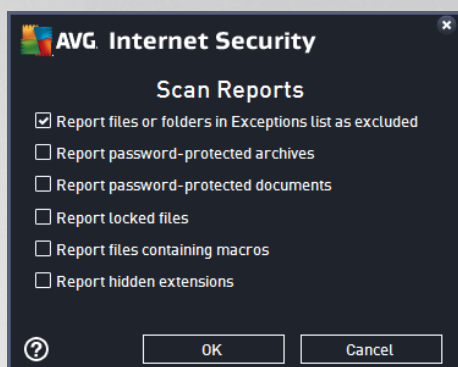 AVG. Internet Security
Scan Reports
Report files or folders in Exceptions list as excluded
Report password-protected archives
Report password-protected documents
Report locked files
Report files containing macros
Report hidden extensions
?
OK
Cancel